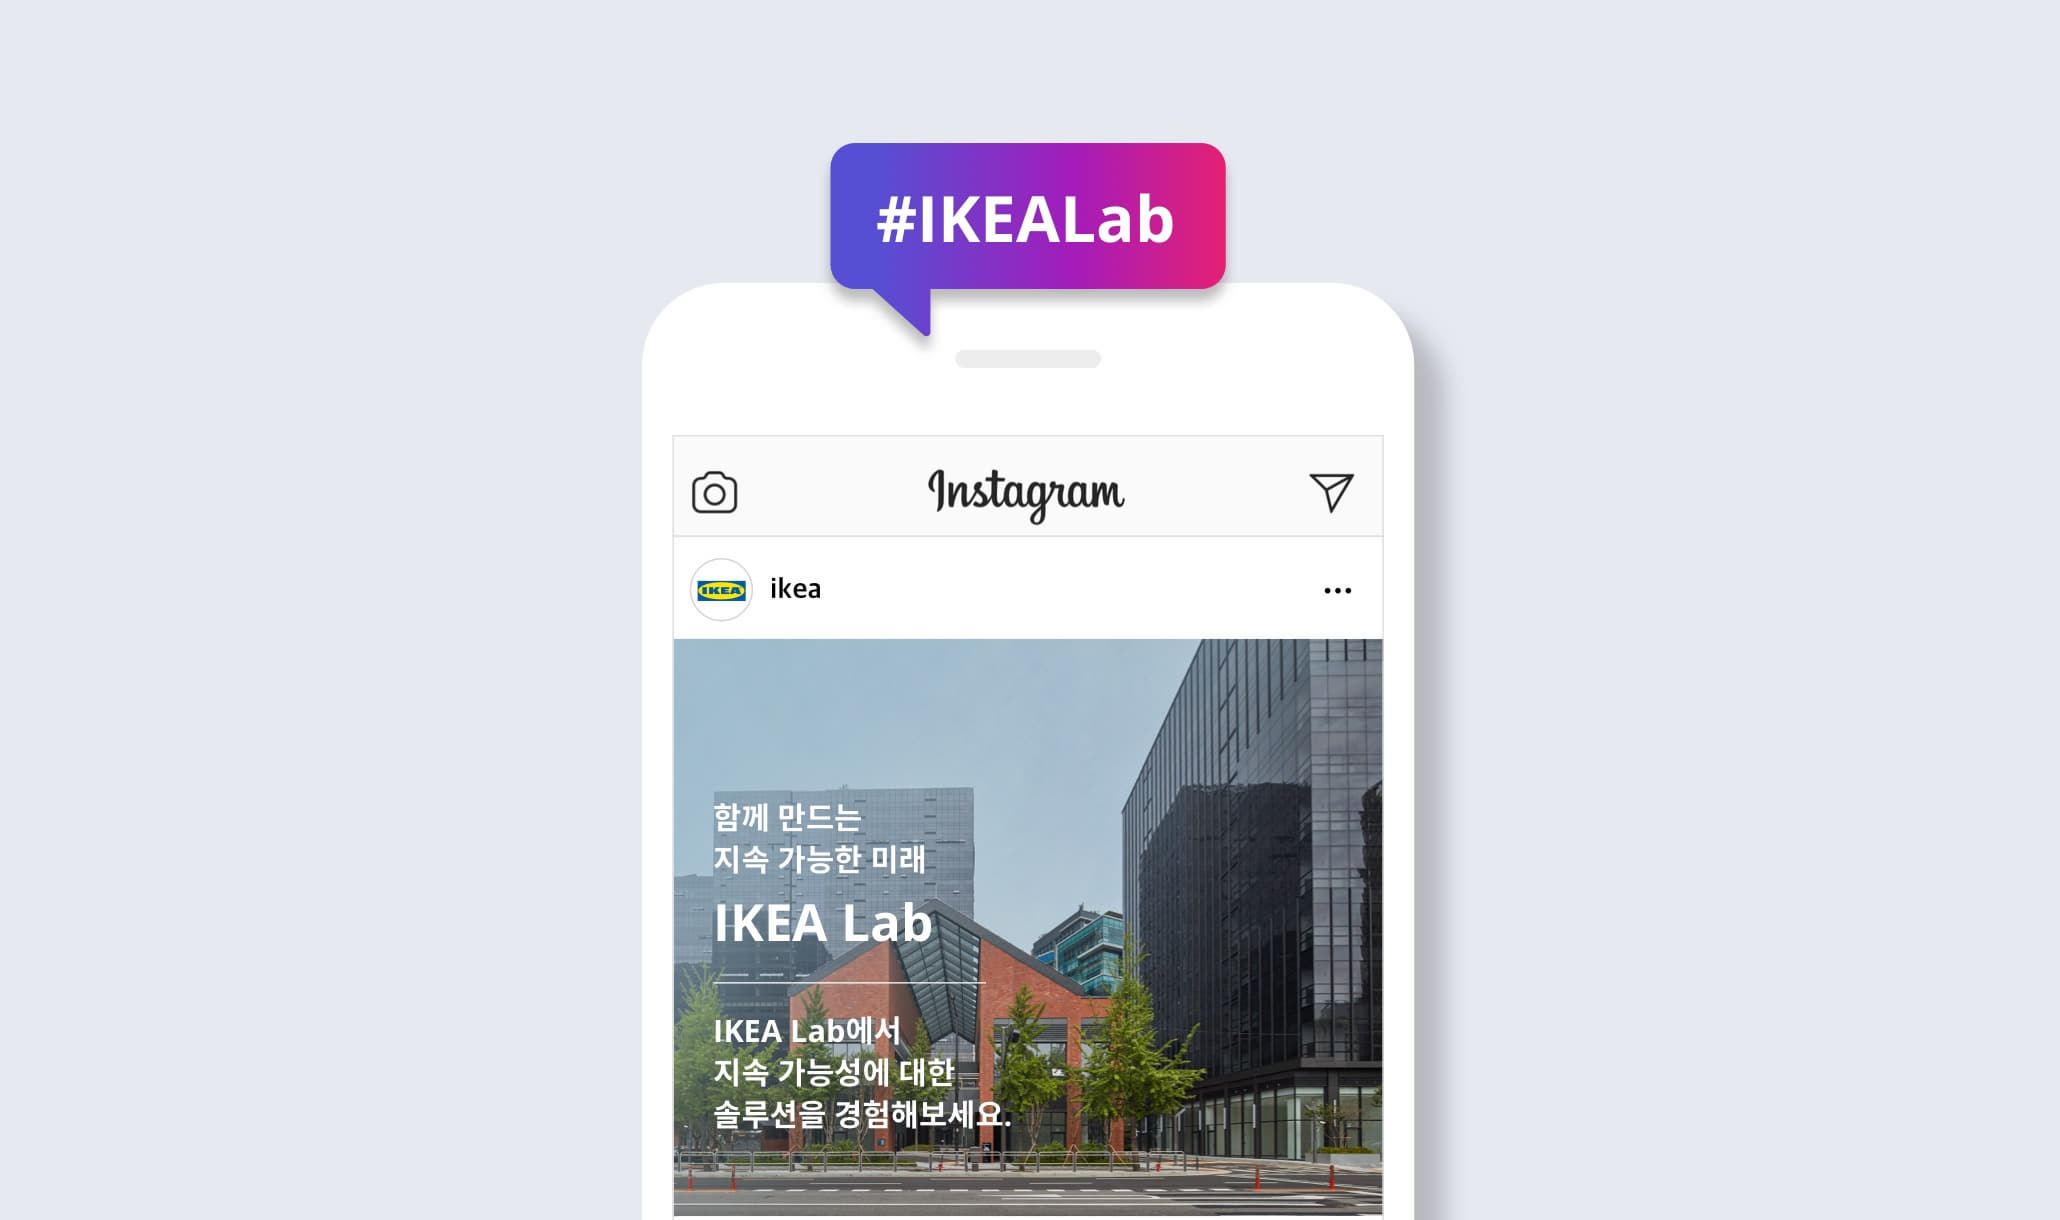 #IKEALab
Instagram
IKEA
ikea
함께 만드는
지속 가능한 미래
IKEA Lab
IKEA Lab에서
지속 가능성에 대한
솔루션을 경험해보세요.